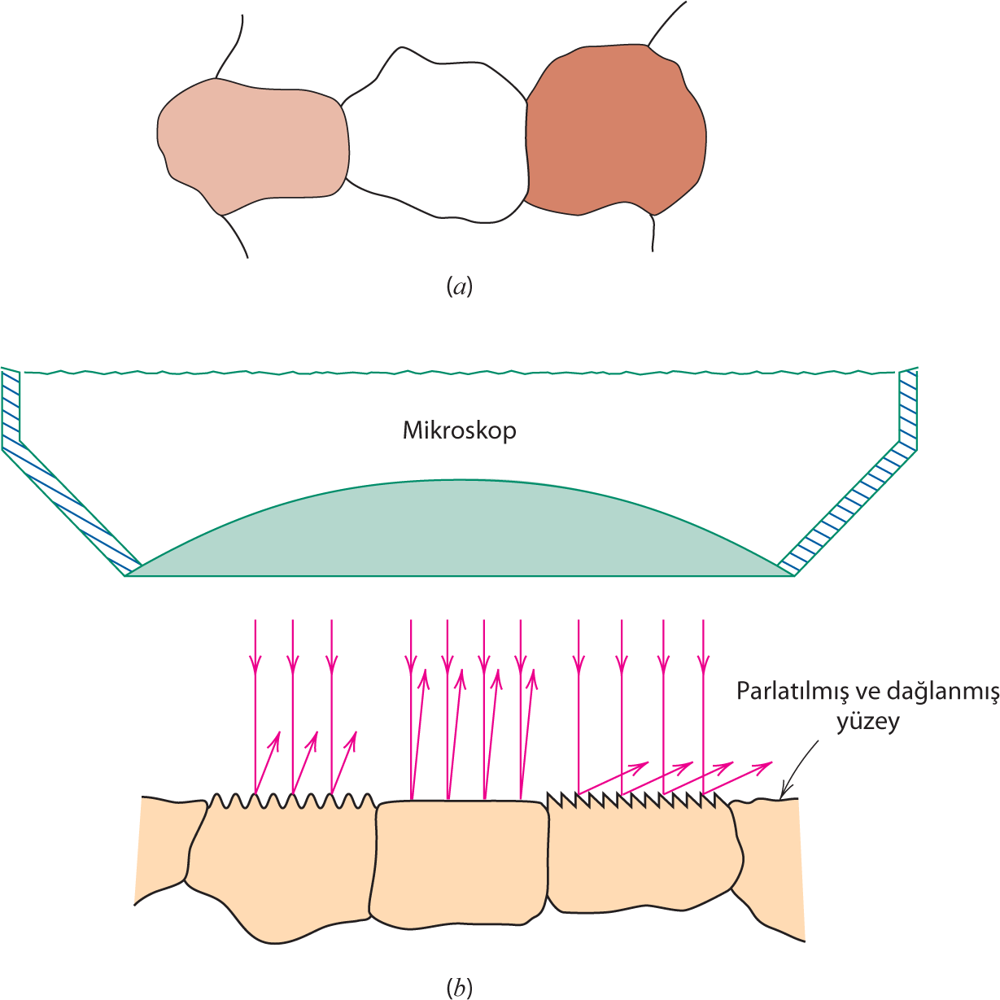 (a)
Mikroskop
Parlatılmış ve dağlanmış
yüzey
(b)